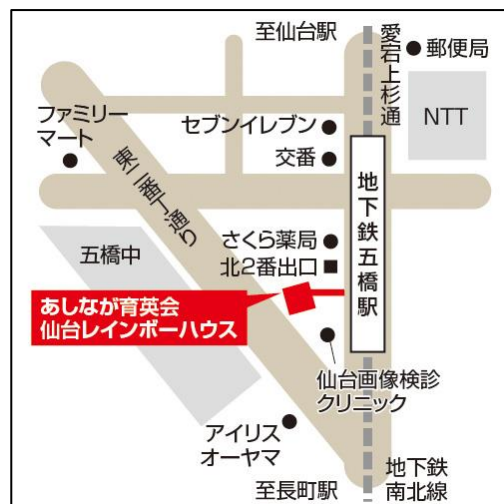 至仙台駅
愛宕上杉通
郵便局
NTT
ファミリー
マート
セブンイレブン
交番
東二番丁通り
地下鉄五橋駅
さくら薬局
北2番出口
五橋中
あしなが育英会
仙台レインボーハウス
仙台画像検診
クリニック
アイリス
オーヤマ
至長町駅
地下鉄
南北線